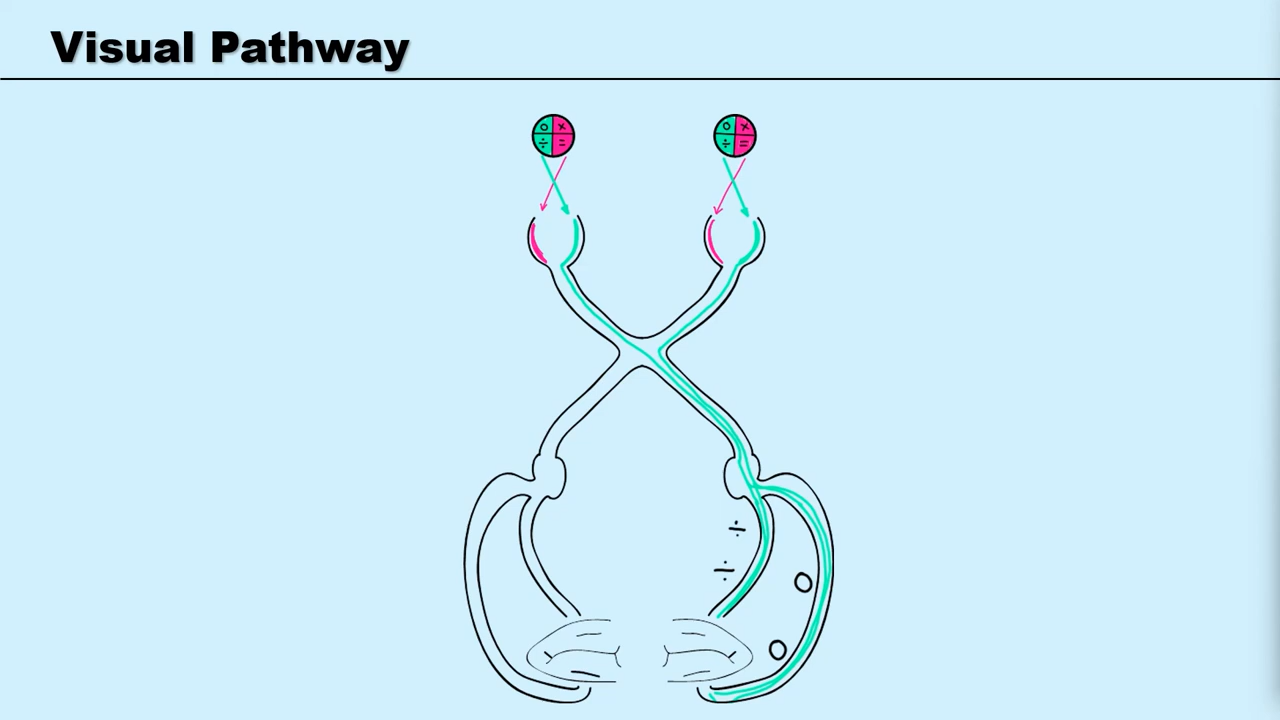 Visual Pathway
o x o x
÷ = ÷ =
÷
÷
o
o